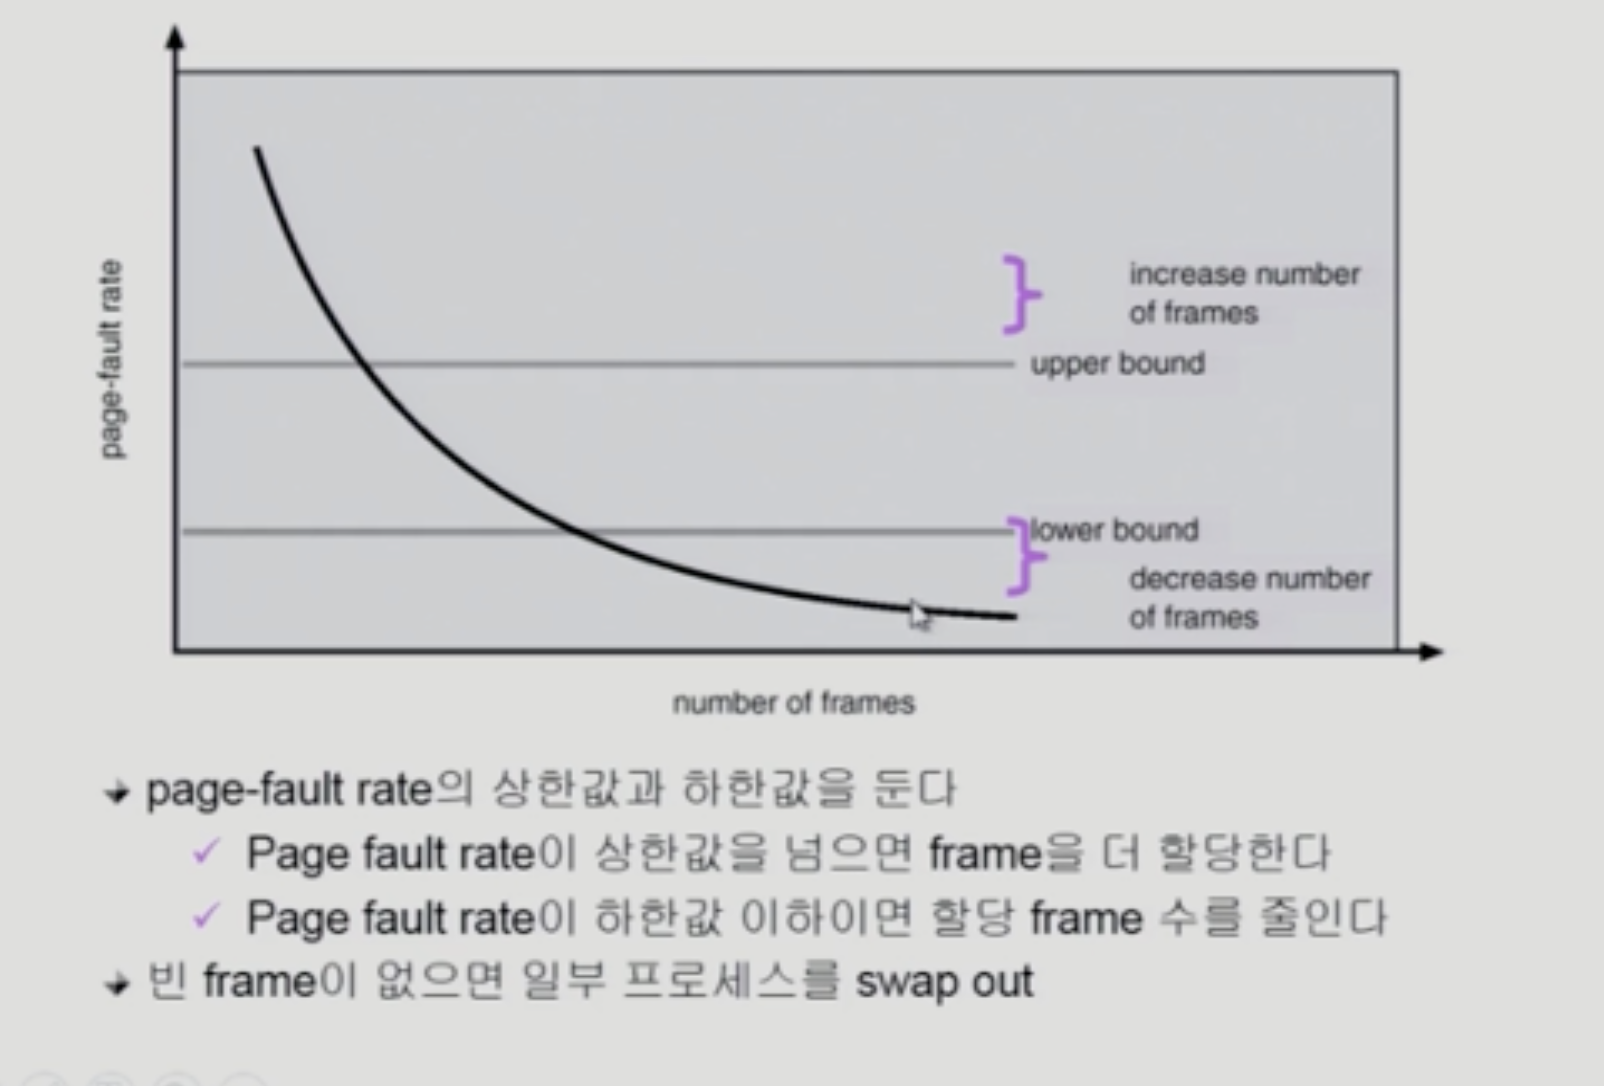 page-fault rate
increase number
of frames
upper bound
lower bound
decrease number
of frames
number of frames
page-fault rate의 상한값과 하한값을 둔다
Page fault rate이 상한값을 넘으면 frame을 더 할당한다
Page fault rate이 하한값 이하이면 할당 frame 수를 줄인다
빈 frame이 없으면 일부 프로세스를 swap out